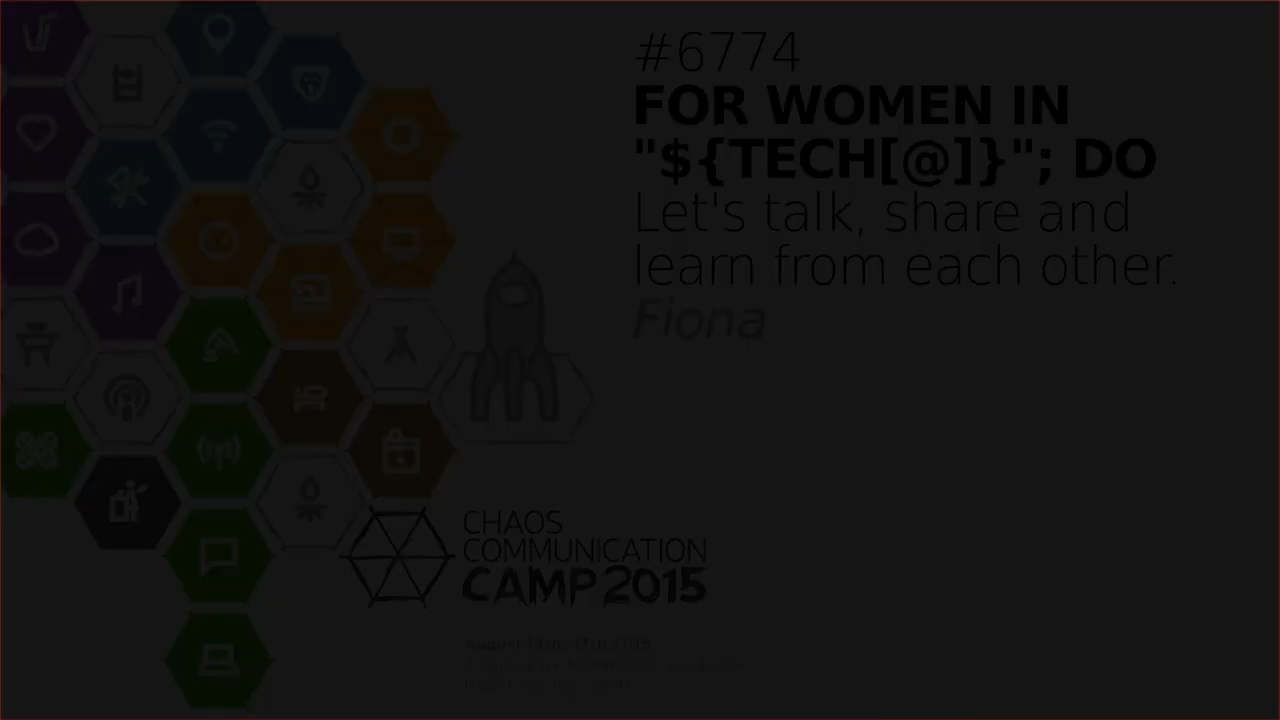 #6774
FOR WOMEN IN
"${TECH[@]}"; DO
Let's talk, share and
learn from each other.
Fiona
CHAOS
COMMUNICATION
CAMP 2015
August